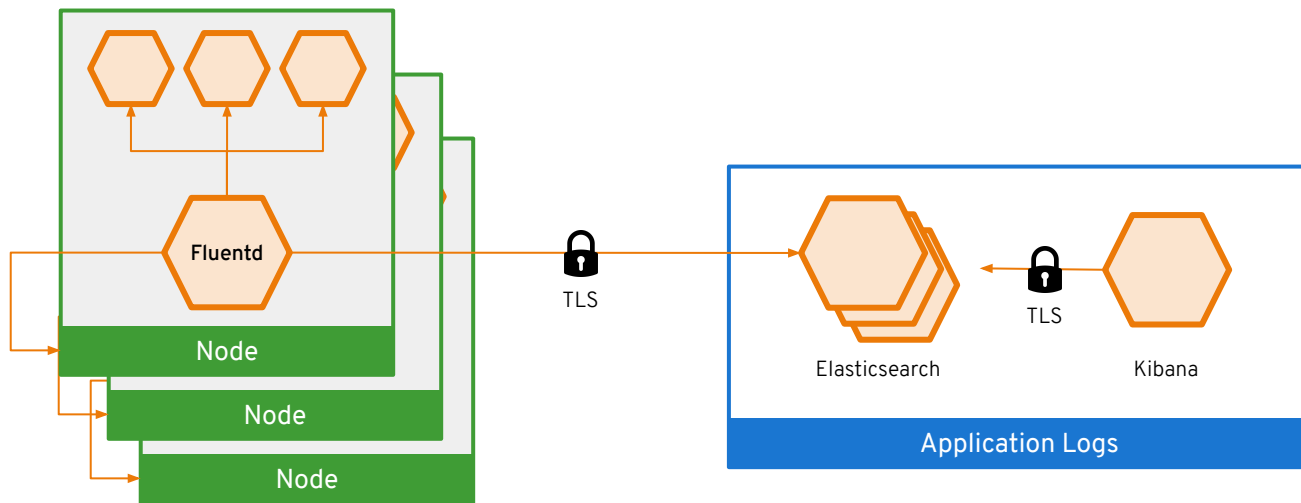 Fluentd
TLS
TLS
Elasticsearch
Kibana
Node
Node
Node
Application Logs